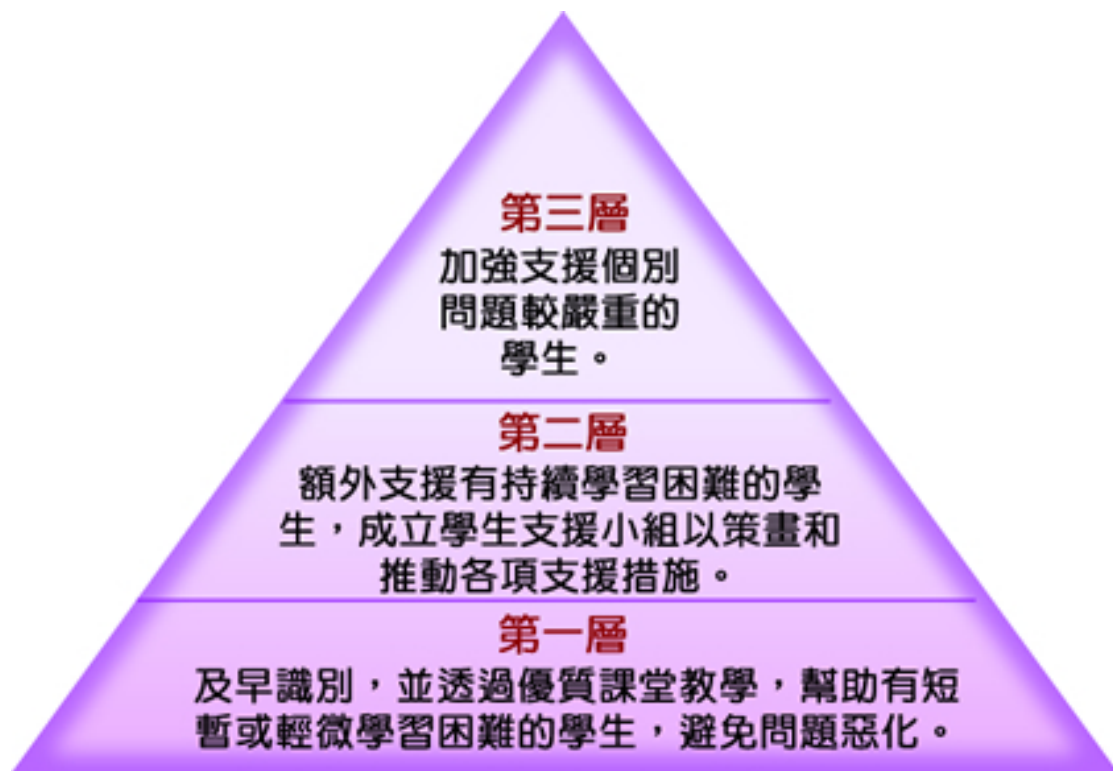 第三層
加強支援個別
問題較嚴重的
學生。
第二層
額外支援有持續學習困難的學
生，成立學生支援小組以策畫和
推動各項支援措施。
第一層
及早識別，並透過優質課堂教學，幫助有短
暫或輕微學習困難的學生，避免問題惡化。